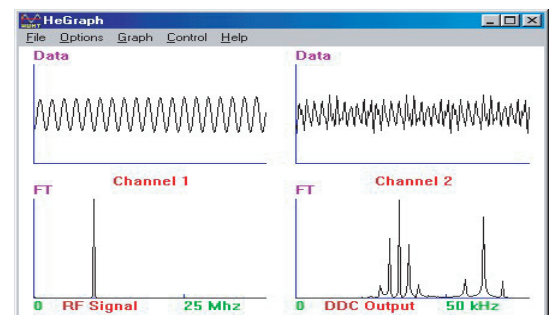 HeGraph
File Options Graph Control Help
Data Data
Channel 1 Channel 2
FT FT
0 RF Signal 25 Mhz 0 DDC Output 50 kHz